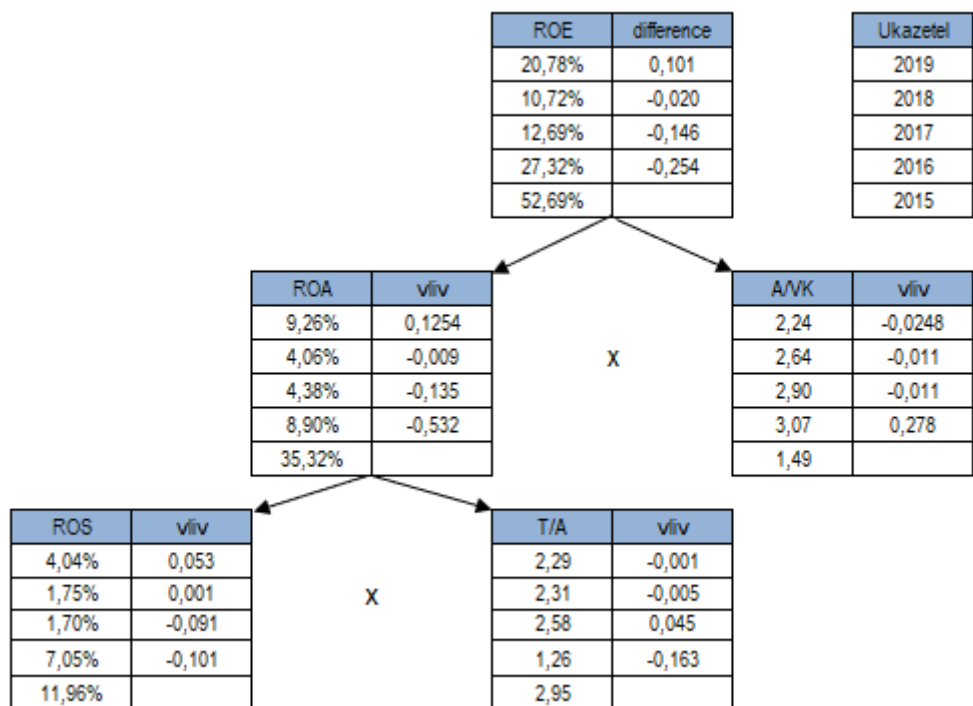 ROE difference Ukazetel
20,78% 0,101 2019
10,72% -0,020 2018
12,69% -0,146 2017
27,32% -0,254 2016
52,69% 2015
ROA vliv A/VK vliv
9,26% 0,1254 2,24 -0,0248
4,06% -0,009 X 2,64 -0,011
4,38% -0,135 2,90 -0,011
8,90% -0,532 3,07 0,278
35,32% 1,49
ROS vliv T/A vliv
4,04% 0,053 2,29 -0,001
1,75% 0,001 X 2,31 -0,005
1,70% -0,091 2,58 0,045
7,05% -0,101 1,26 -0,163
11,96% 2,95